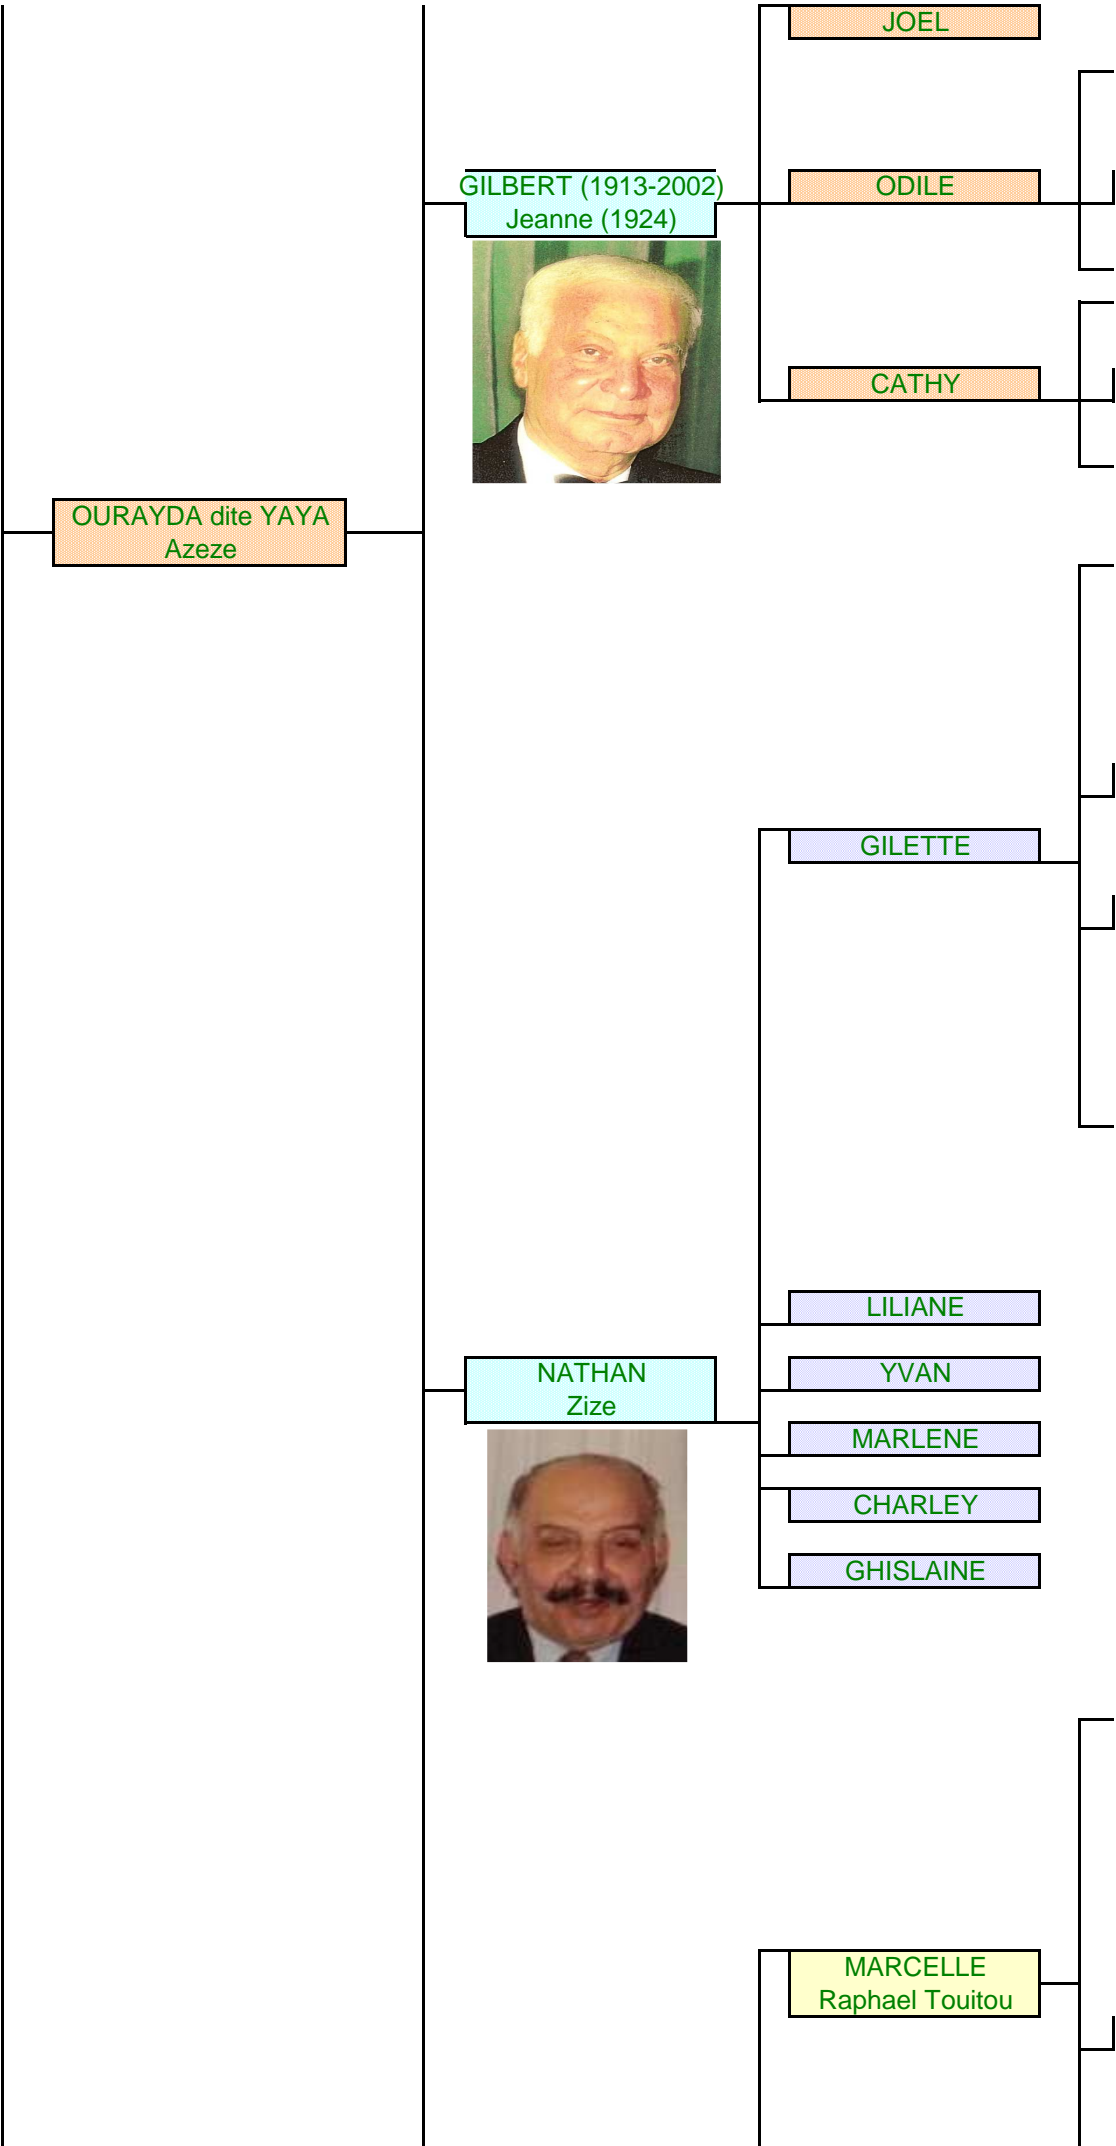 JOEL
GILBERT (1913-2002)
Jeanne (1924)
ODILE
CATHY
OURAYDA dite YAYA
Azeze
GILETTE
LILIANE
NATHAN
Zize
YVAN
MARLENE
CHARLEY
GHISLAINE
MARCELLE
Raphael Touitou